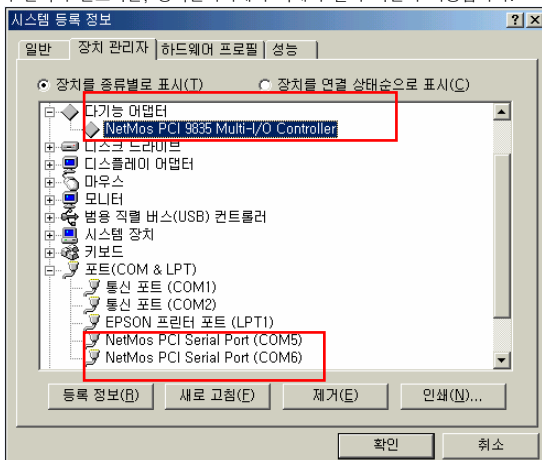 시스템 등록 정보
일반 장치 관리자 하드웨어 프로필 성능
장치를 종류별로 표시(T) 장치를 연결 상태순으로 표시(C)
다기능 어댑터
NetMos PCI 9835 Multi-I/O Controller
디스크 드라이브
디스플레이 어댑터
마우스
모니터
범용 직렬 버스(USB) 컨트롤러
시스템 장치
키보드
포트(COM & LPT)
통신 포트 (COM1)
통신 포트 (COM2)
EPSON 프린터 포트 (LPT1)
NetMos PCI Serial Port (COM5)
NetMos PCI Serial Port (COM6)
등록 정보(R) 새로 고침(F) 제거(E) 인쇄(N)...
확인 취소